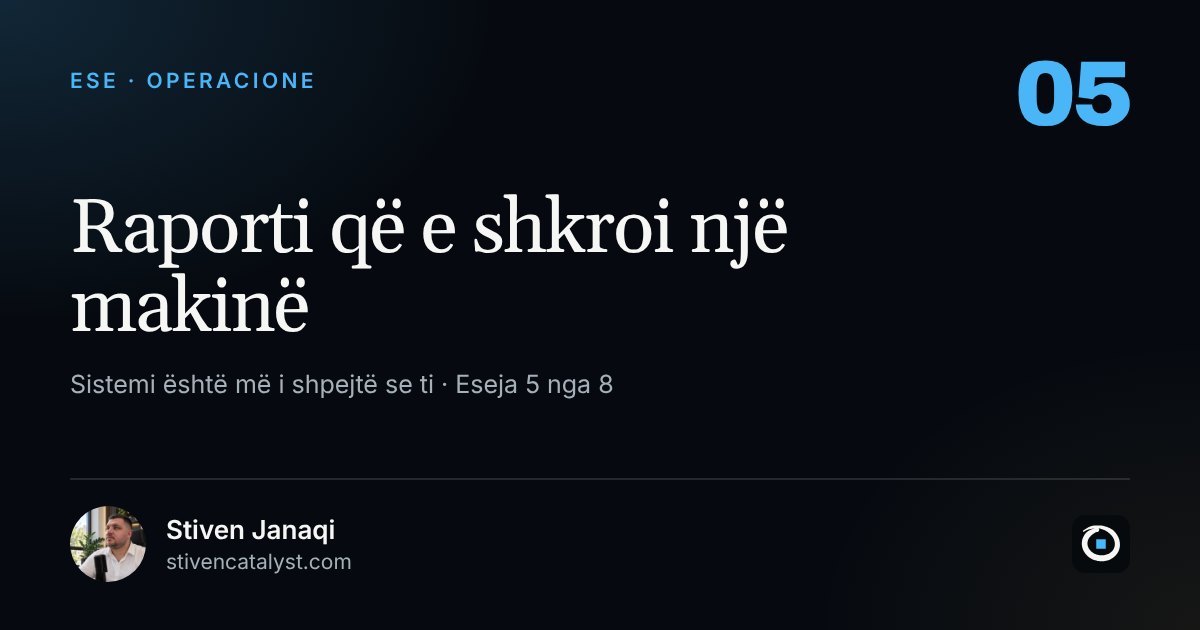 ESE · OPERACIONE
05
Raporti që e shkroi një
makinë
Sistemi është më i shpejtë se ti · Eseja 5 nga 8
Stiven Janaqi
stivencatalyst.com